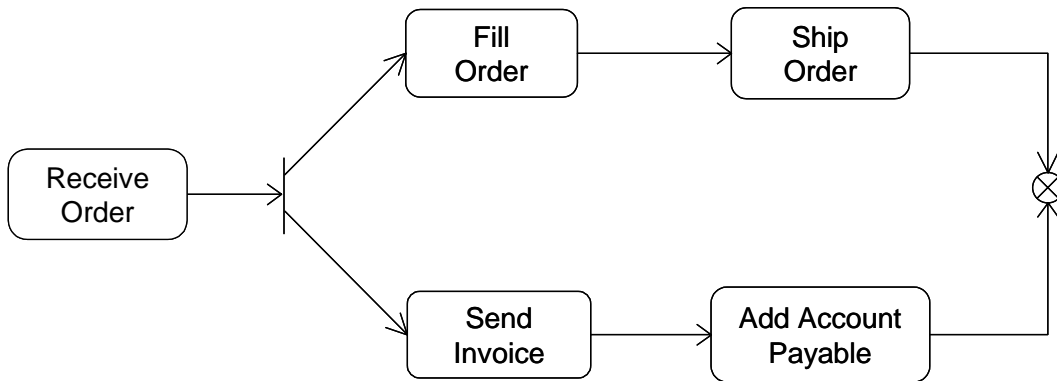 Fill
Order
Ship
Order
Receive
Order
Send
Invoice
Add Account
Payable